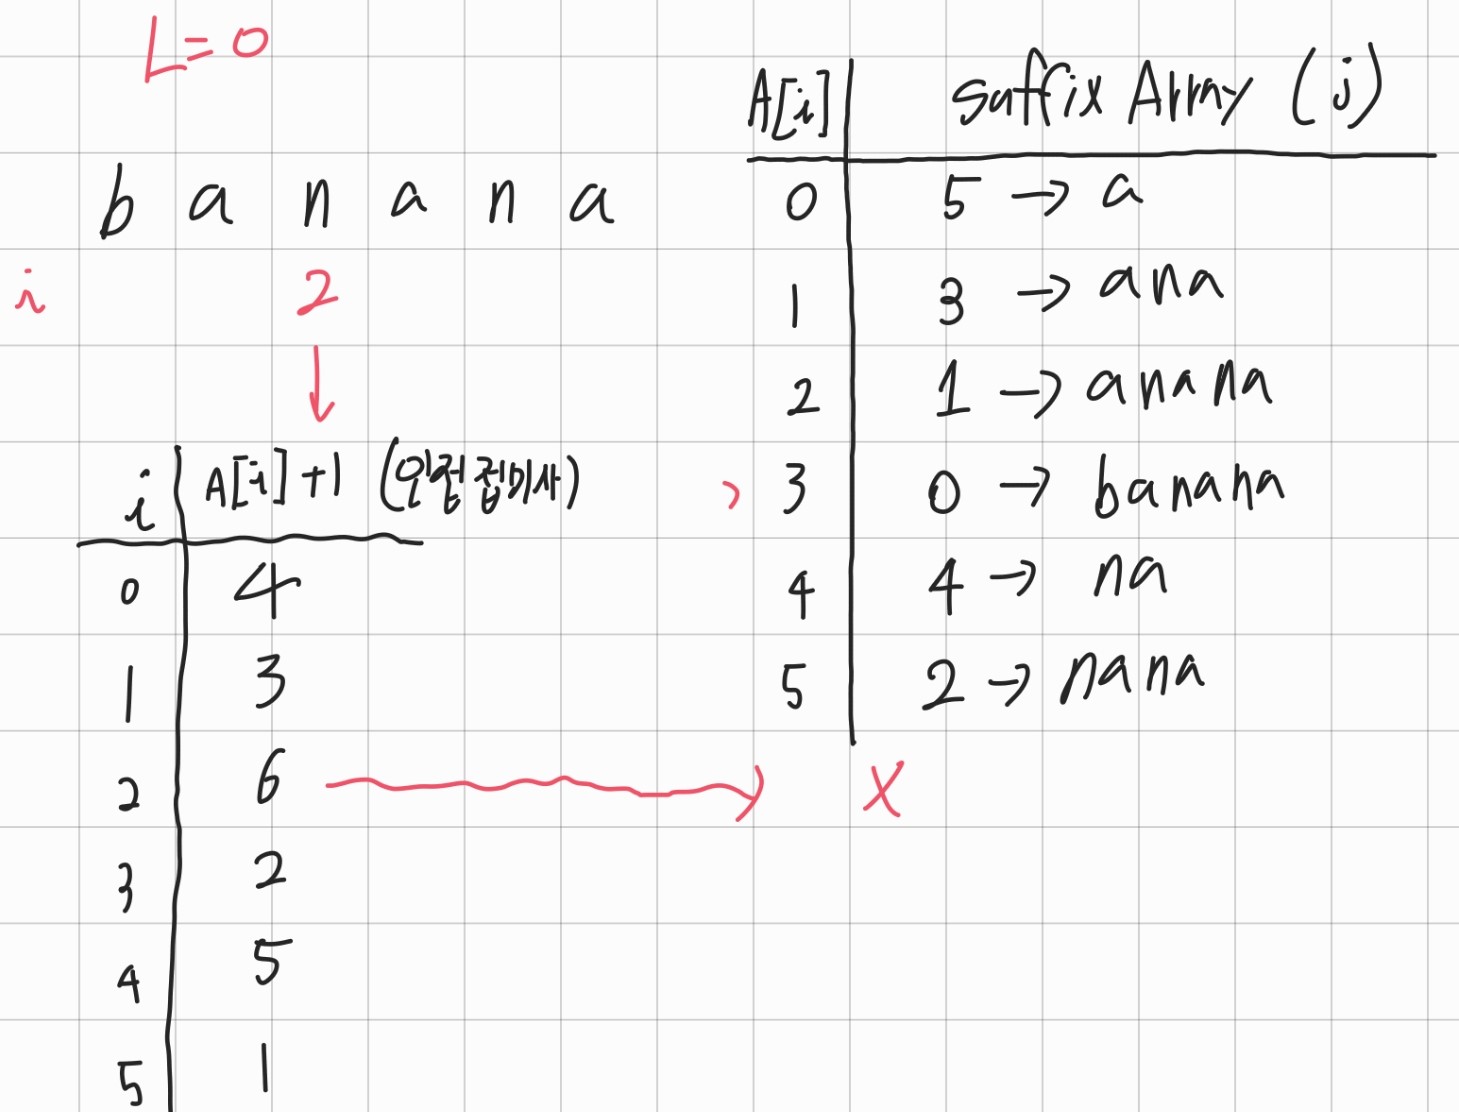 L=0
b a n a n a
i 2
↓
i A[i]+1 (인접 접미사)
0 4
1 3
2 6 → X
3 2
4 5
5 1
A[i] Suffix Array (j)
0 5 → a
1 3 → ana
2 1 → anana
3 0 → banana
4 4 → na
5 2 → nana